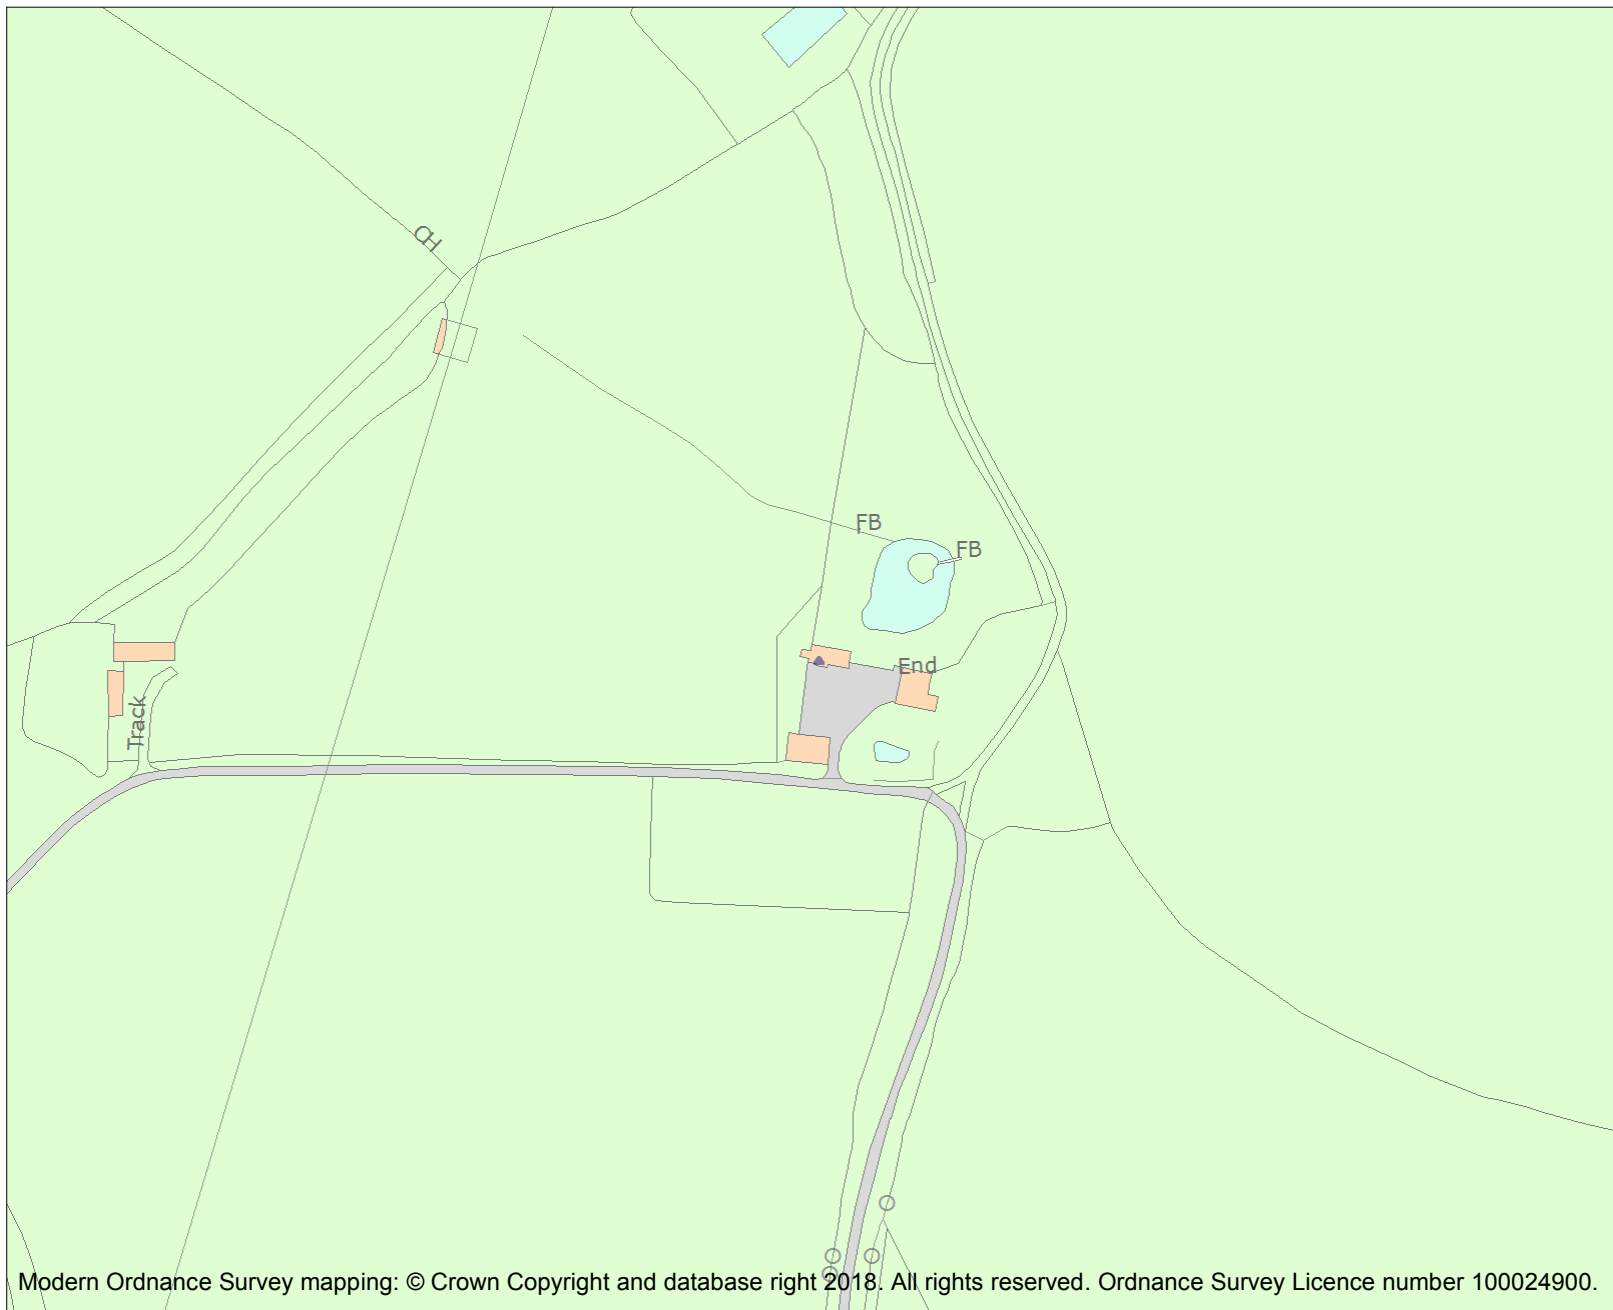 CH
FB
FB
End
Track
Modern Ordnance Survey mapping: © Crown Copyright and database right 2018. All rights reserved. Ordnance Survey Licence number 100024900.